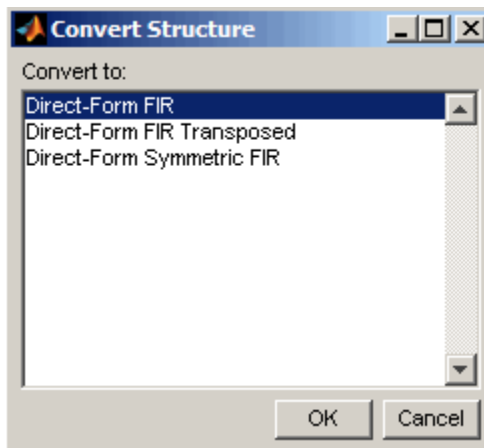 Convert Structure
Convert to:
Direct-Form FIR
Direct-Form FIR Transposed
Direct-Form Symmetric FIR
OK Cancel